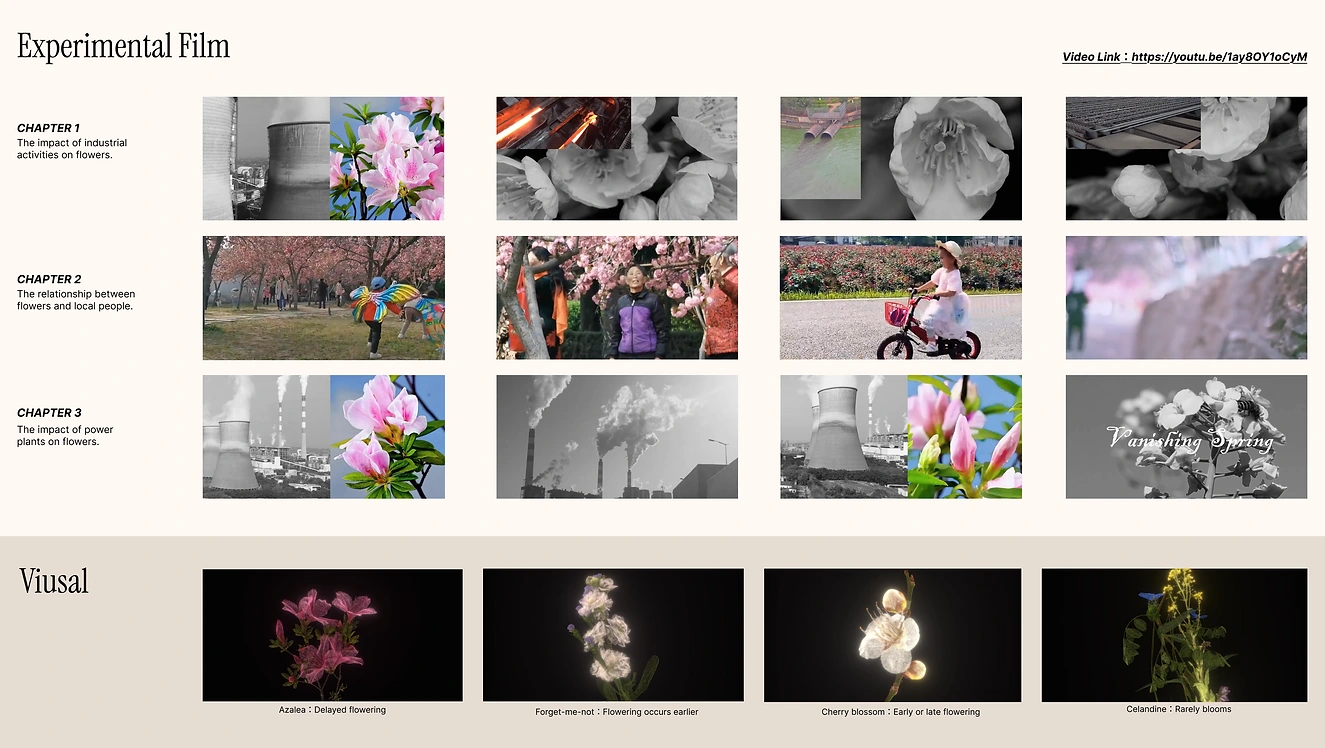 Experimental Film
Video Link：https://youtu.be/1ay8OY1oCyM
CHAPTER 1
The impact of industrial
activities on flowers.
CHAPTER 2
The relationship between
flowers and local people.
CHAPTER 3
The impact of power
plants on flowers.
Vanishing Spring
Viusal
Azalea：Delayed flowering
Forget-me-not：Flowering occurs earlier
Cherry blossom：Early or late flowering
Celandine：Rarely blooms